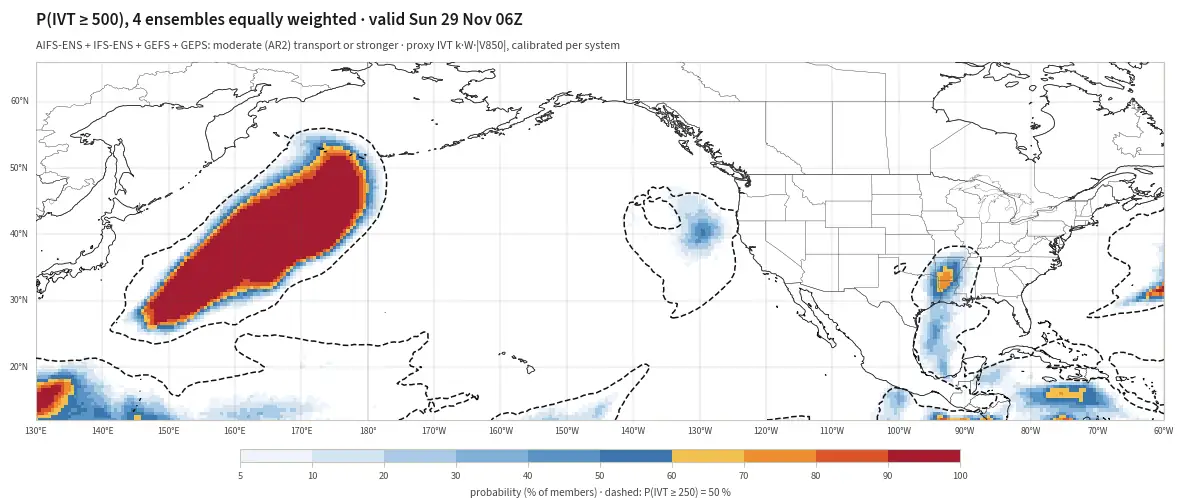 P(IVT ≥ 500), 4 ensembles equally weighted · valid Sun 29 Nov 06Z
AIFS-ENS + IFS-ENS + GEFS + GEPS: moderate (AR2) transport or stronger · proxy IVT k·W·|V850|, calibrated per system
60°N
50°N
40°N
30°N
20°N
130°E 140°E 150°E 160°E 170°E 180° 170°W 160°W 150°W 140°W 130°W 120°W 110°W 100°W 90°W 80°W 70°W 60°W
5 10 20 30 40 50 60 70 80 90 100
probability (% of members) · dashed: P(IVT ≥ 250) = 50 %